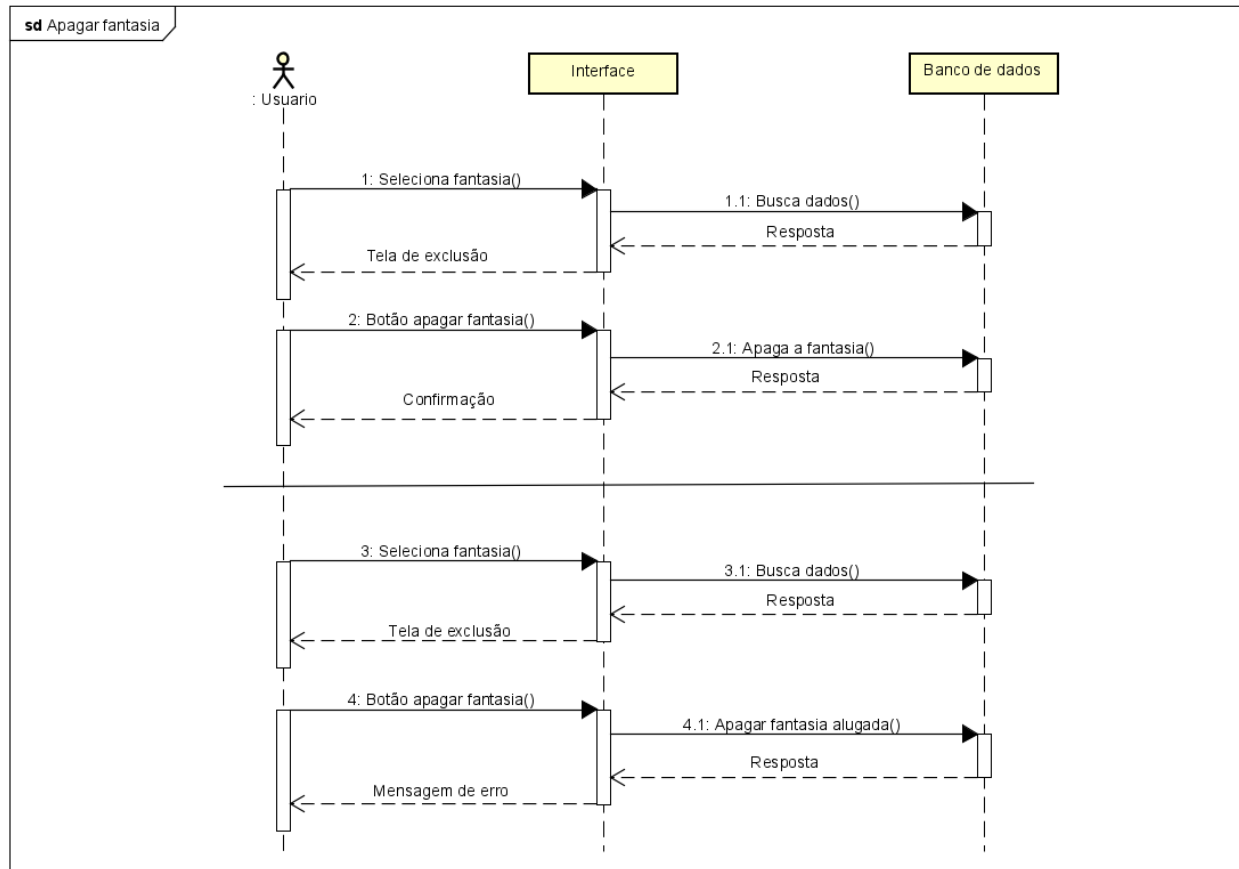 sd Apagar fantasia
: Usuario
Interface
Banco de dados
1: Seleciona fantasia()
1.1: Busca dados()
Resposta
Tela de exclusão
2: Botão apagar fantasia()
2.1: Apaga a fantasia()
Resposta
Confirmação
3: Seleciona fantasia()
3.1: Busca dados()
Resposta
Tela de exclusão
4: Botão apagar fantasia()
4.1: Apagar fantasia alugada()
Resposta
Mensagem de erro